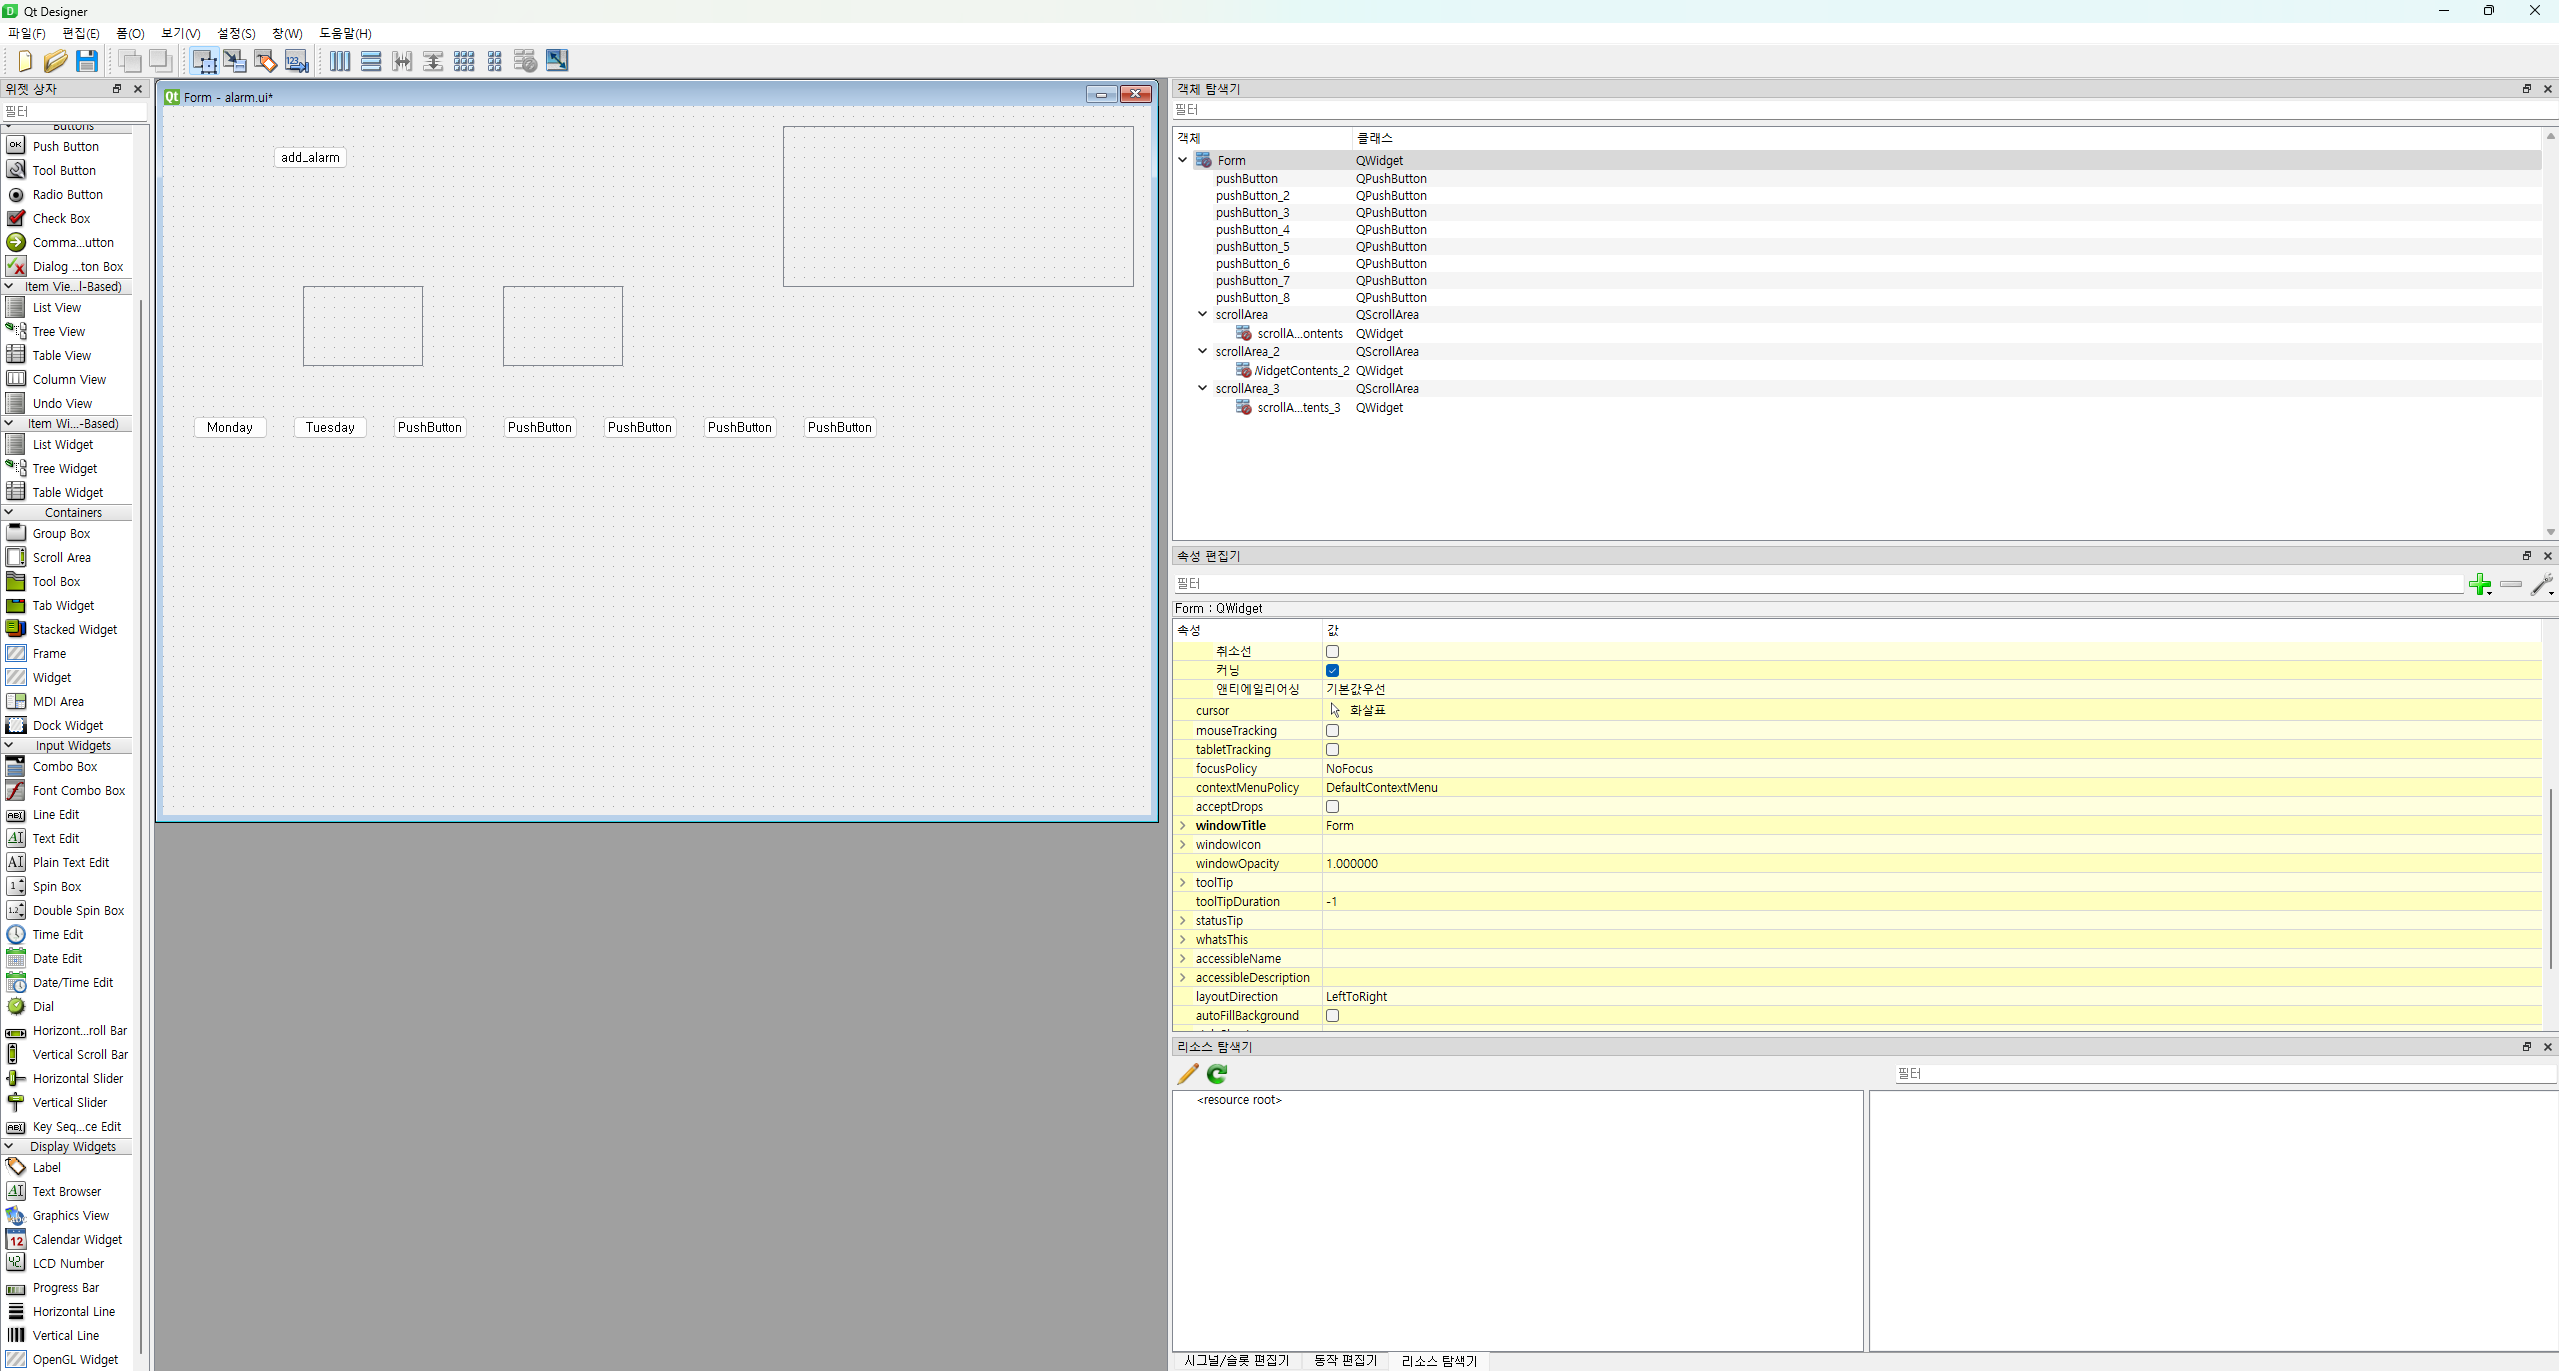 Qt Designer
파일(F) 편집(E) 폼(O) 보기(V) 설정(S) 창(W) 도움말(H)
위젯 상자
필터
Buttons
Push Button
Tool Button
Radio Button
Check Box
Comma...utton
Dialog ...ton Box
Item Vie...l-Based)
List View
Tree View
Table View
Column View
Undo View
Item Wi...-Based)
List Widget
Tree Widget
Table Widget
Containers
Group Box
Scroll Area
Tool Box
Tab Widget
Stacked Widget
Frame
Widget
MDI Area
Dock Widget
Input Widgets
Combo Box
Font Combo Box
Line Edit
Text Edit
Plain Text Edit
Spin Box
Double Spin Box
Time Edit
Date Edit
Date/Time Edit
Dial
Horizont...roll Bar
Vertical Scroll Bar
Horizontal Slider
Vertical Slider
Key Seq...ce Edit
Display Widgets
Label
Text Browser
Graphics View
Calendar Widget
LCD Number
Progress Bar
Horizontal Line
Vertical Line
OpenGL Widget
Form - alarm.ui*
add_alarm
Monday Tuesday PushButton PushButton PushButton PushButton PushButton
객체 탐색기
필터
객체 클래스
Form QWidget
pushButton QPushButton
pushButton_2 QPushButton
pushButton_3 QPushButton
pushButton_4 QPushButton
pushButton_5 QPushButton
pushButton_6 QPushButton
pushButton_7 QPushButton
pushButton_8 QPushButton
scrollArea QScrollArea
scrollA...ontents QWidget
scrollArea_2 QScrollArea
WidgetContents_2 QWidget
scrollArea_3 QScrollArea
scrollA...tents_3 QWidget
속성 편집기
필터
Form : QWidget
속성 값
취소선
커닝
앤티에일리어싱 기본값우선
cursor 화살표
mouseTracking
tabletTracking
focusPolicy NoFocus
contextMenuPolicy DefaultContextMenu
acceptDrops
windowTitle Form
windowIcon
windowOpacity 1.000000
toolTip
toolTipDuration -1
statusTip
whatsThis
accessibleName
accessibleDescription
layoutDirection LeftToRight
autoFillBackground
리소스 탐색기
필터
<resource root>
시그널/슬롯 편집기 동작 편집기 리소스 탐색기